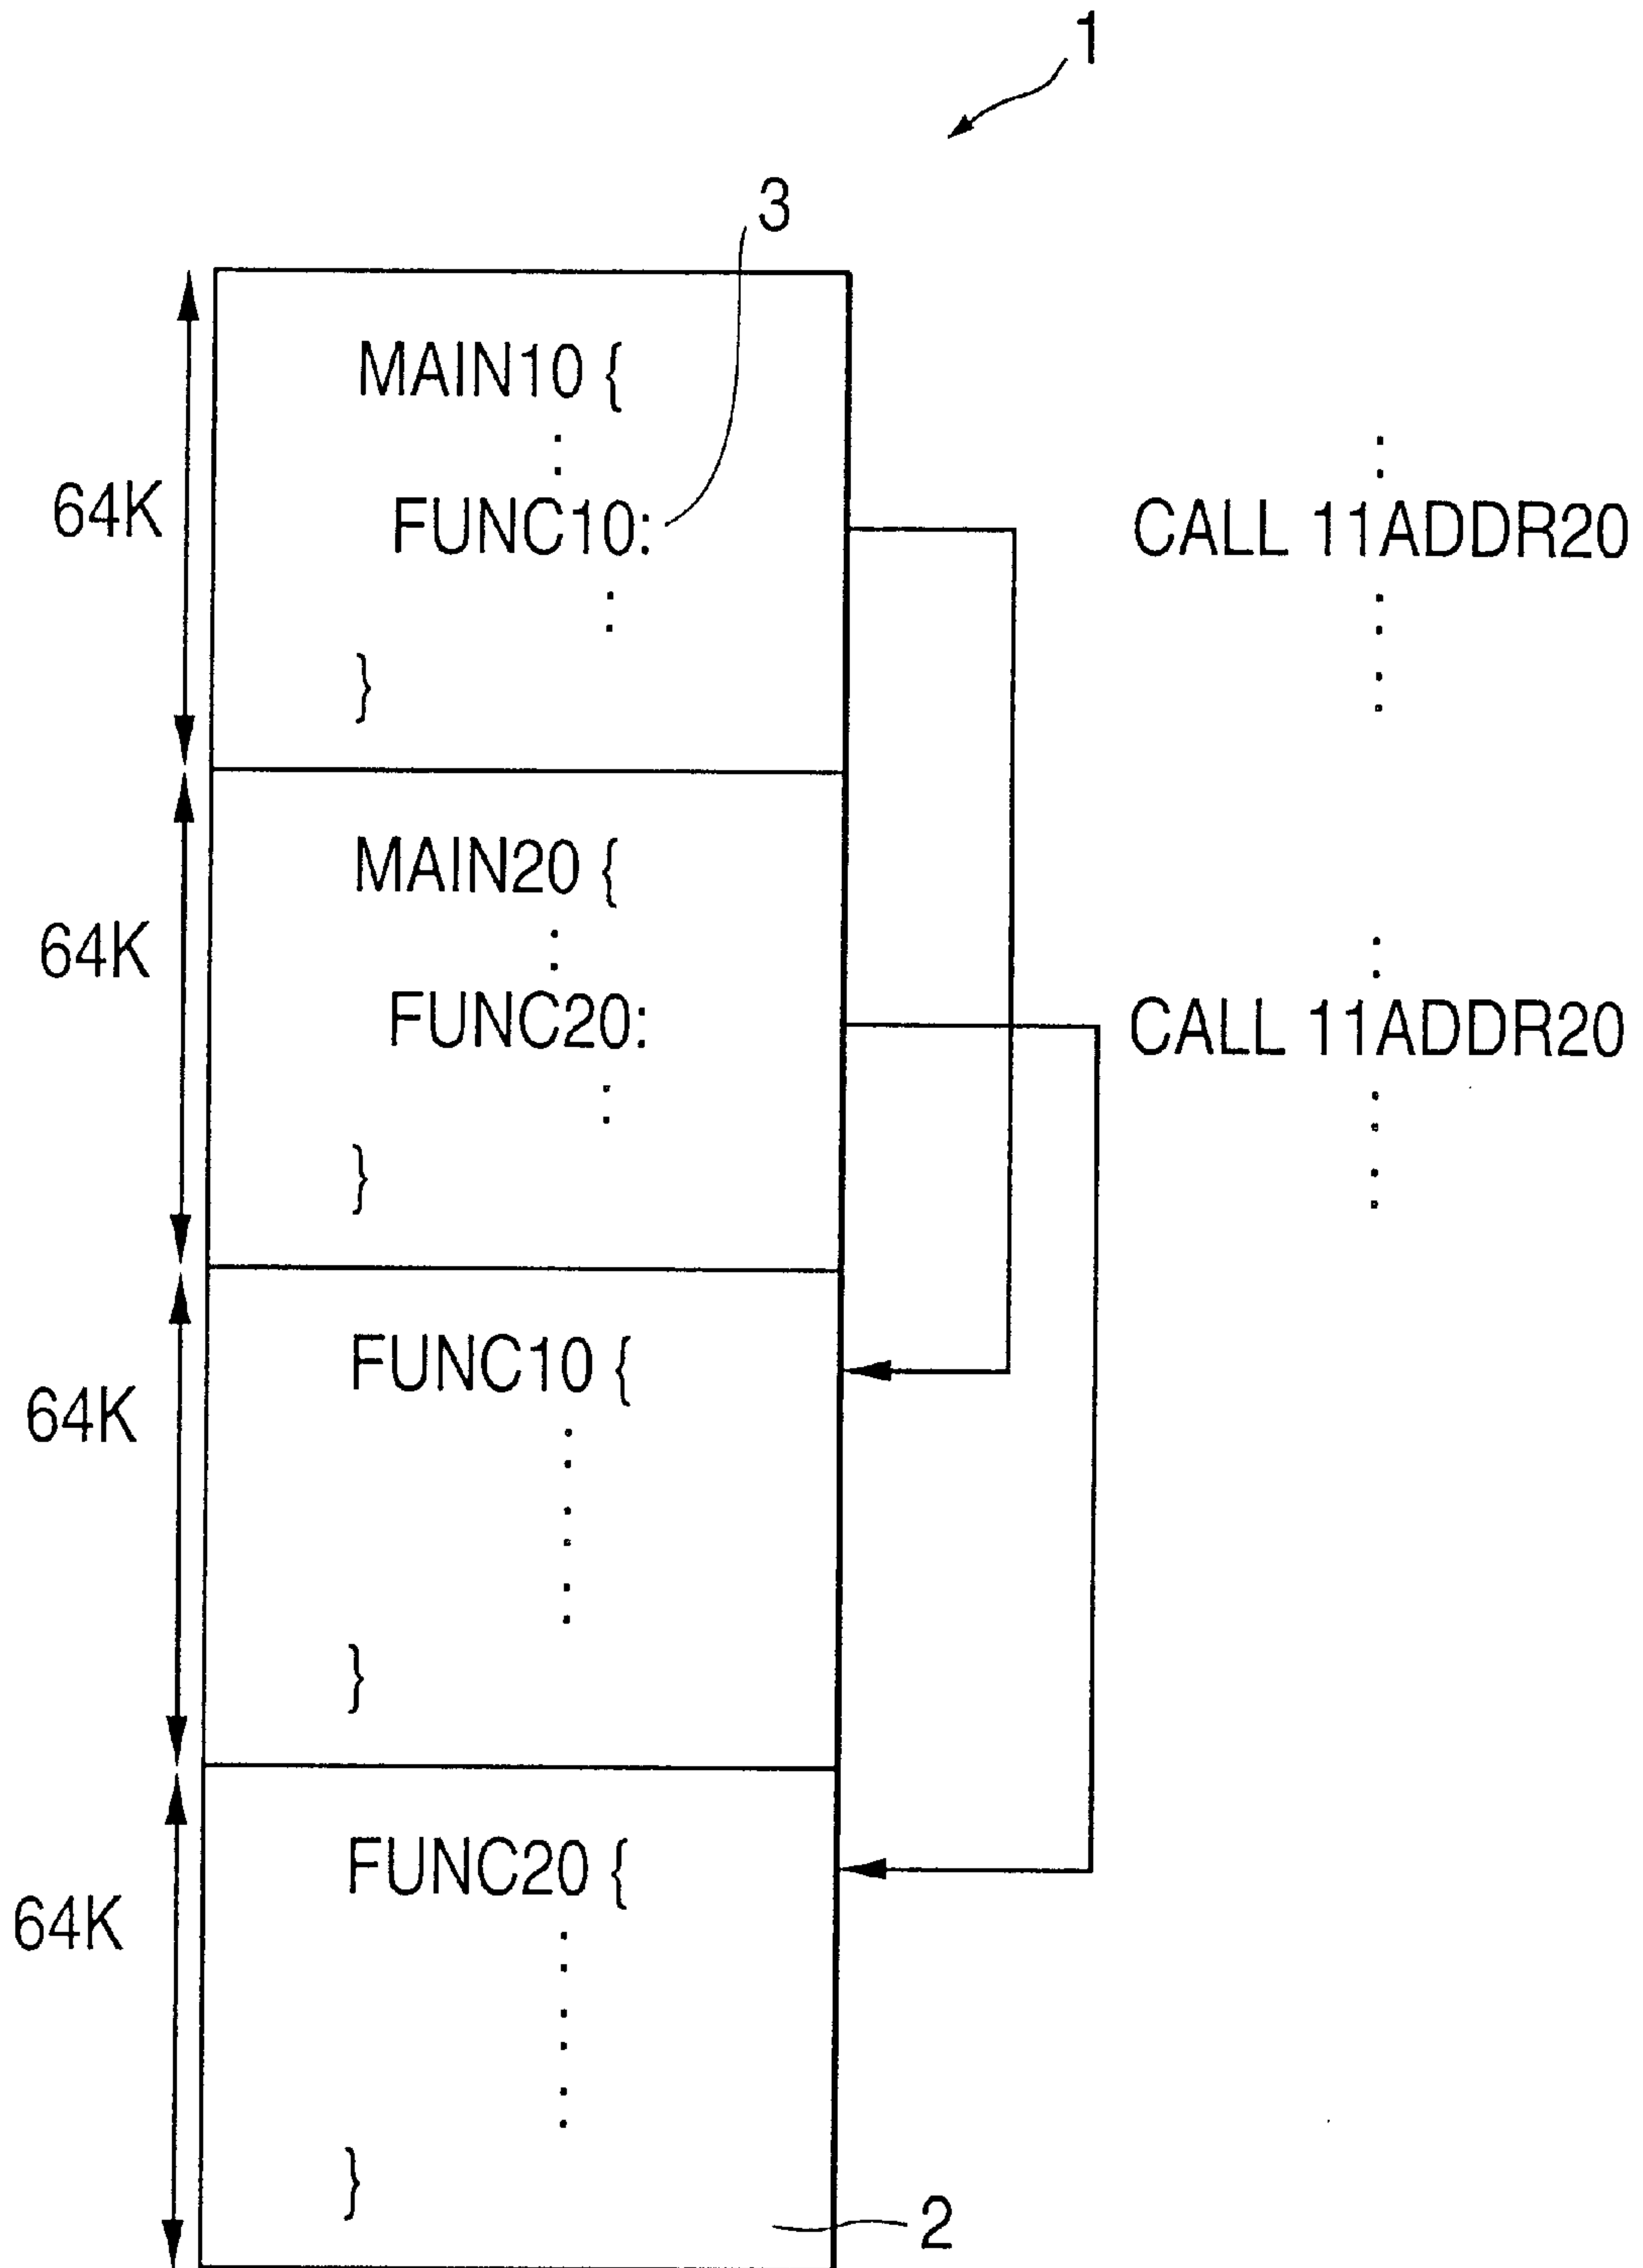 1
3
MAIN10 {
:
64K
FUNC10:
CALL 11ADDR20
:
}
MAIN20 {
:
64K
FUNC20:
CALL 11ADDR20
:
}
FUNC10 {
64K
}
FUNC20 {
64K
}
2